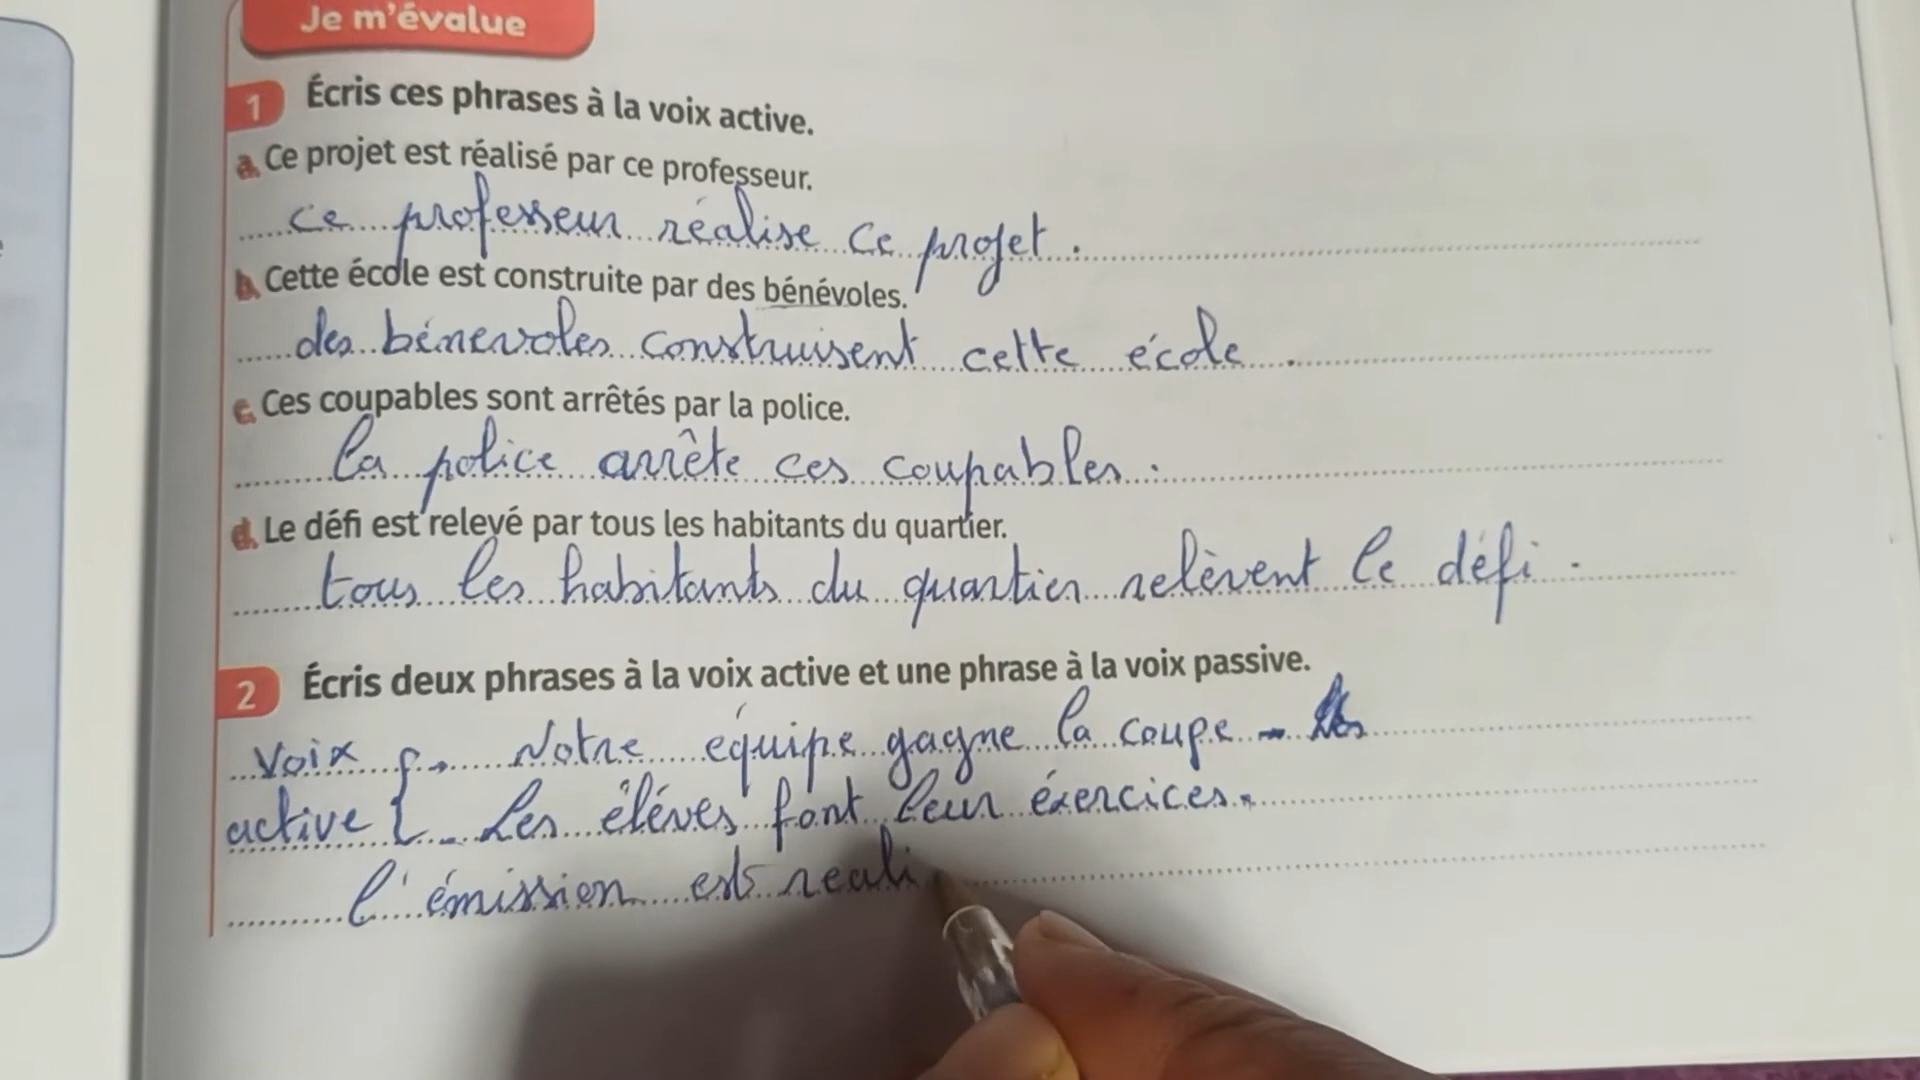 Je m'évalue
1 Écris ces phrases à la voix active.
a. Ce projet est réalisé par ce professeur.
ce professeur réalise ce projet.
b. Cette école est construite par des bénévoles.
des bénevoles construisent cette école.
c. Ces coupables sont arrêtés par la police.
la police arrête ces coupables.
d. Le défi est relevé par tous les habitants du quartier.
tous les habitants du quartier relèvent le défi.
2 Écris deux phrases à la voix active et une phrase à la voix passive.
Voix { - Notre équipe gagne la coupe -
active { - Les éléves font leur éxercices.
l'émission est reali